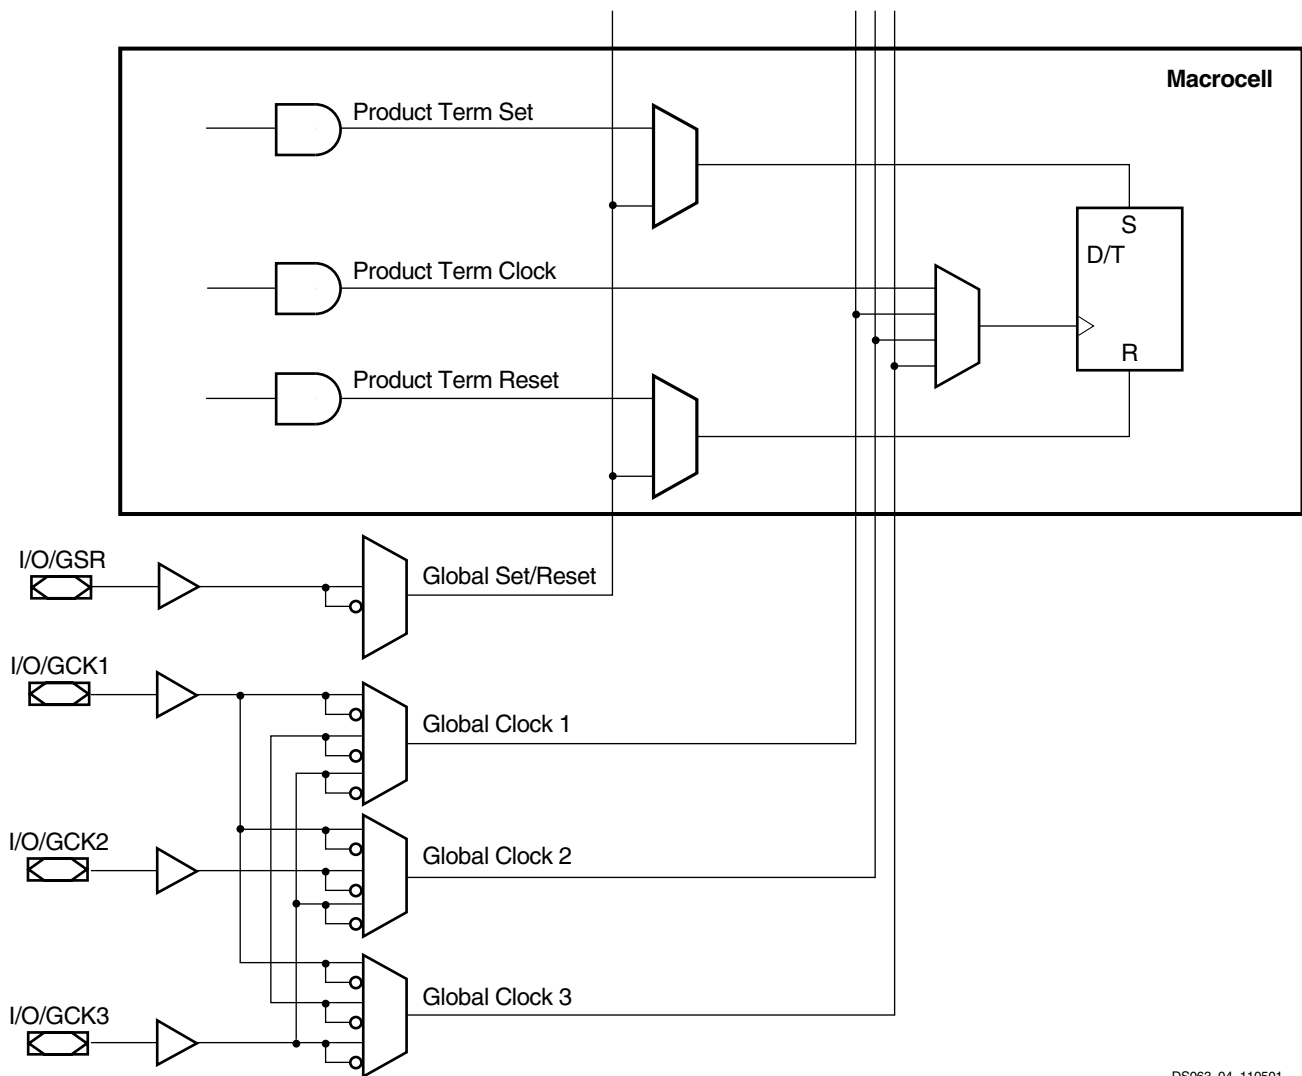 Macrocell
Product Term Set
S
D/T
Product Term Clock
R
Product Term Reset
I/O/GSR
Global Set/Reset
I/O/GCK1
Global Clock 1
I/O/GCK2
Global Clock 2
I/O/GCK3
Global Clock 3
DS063_04_110501